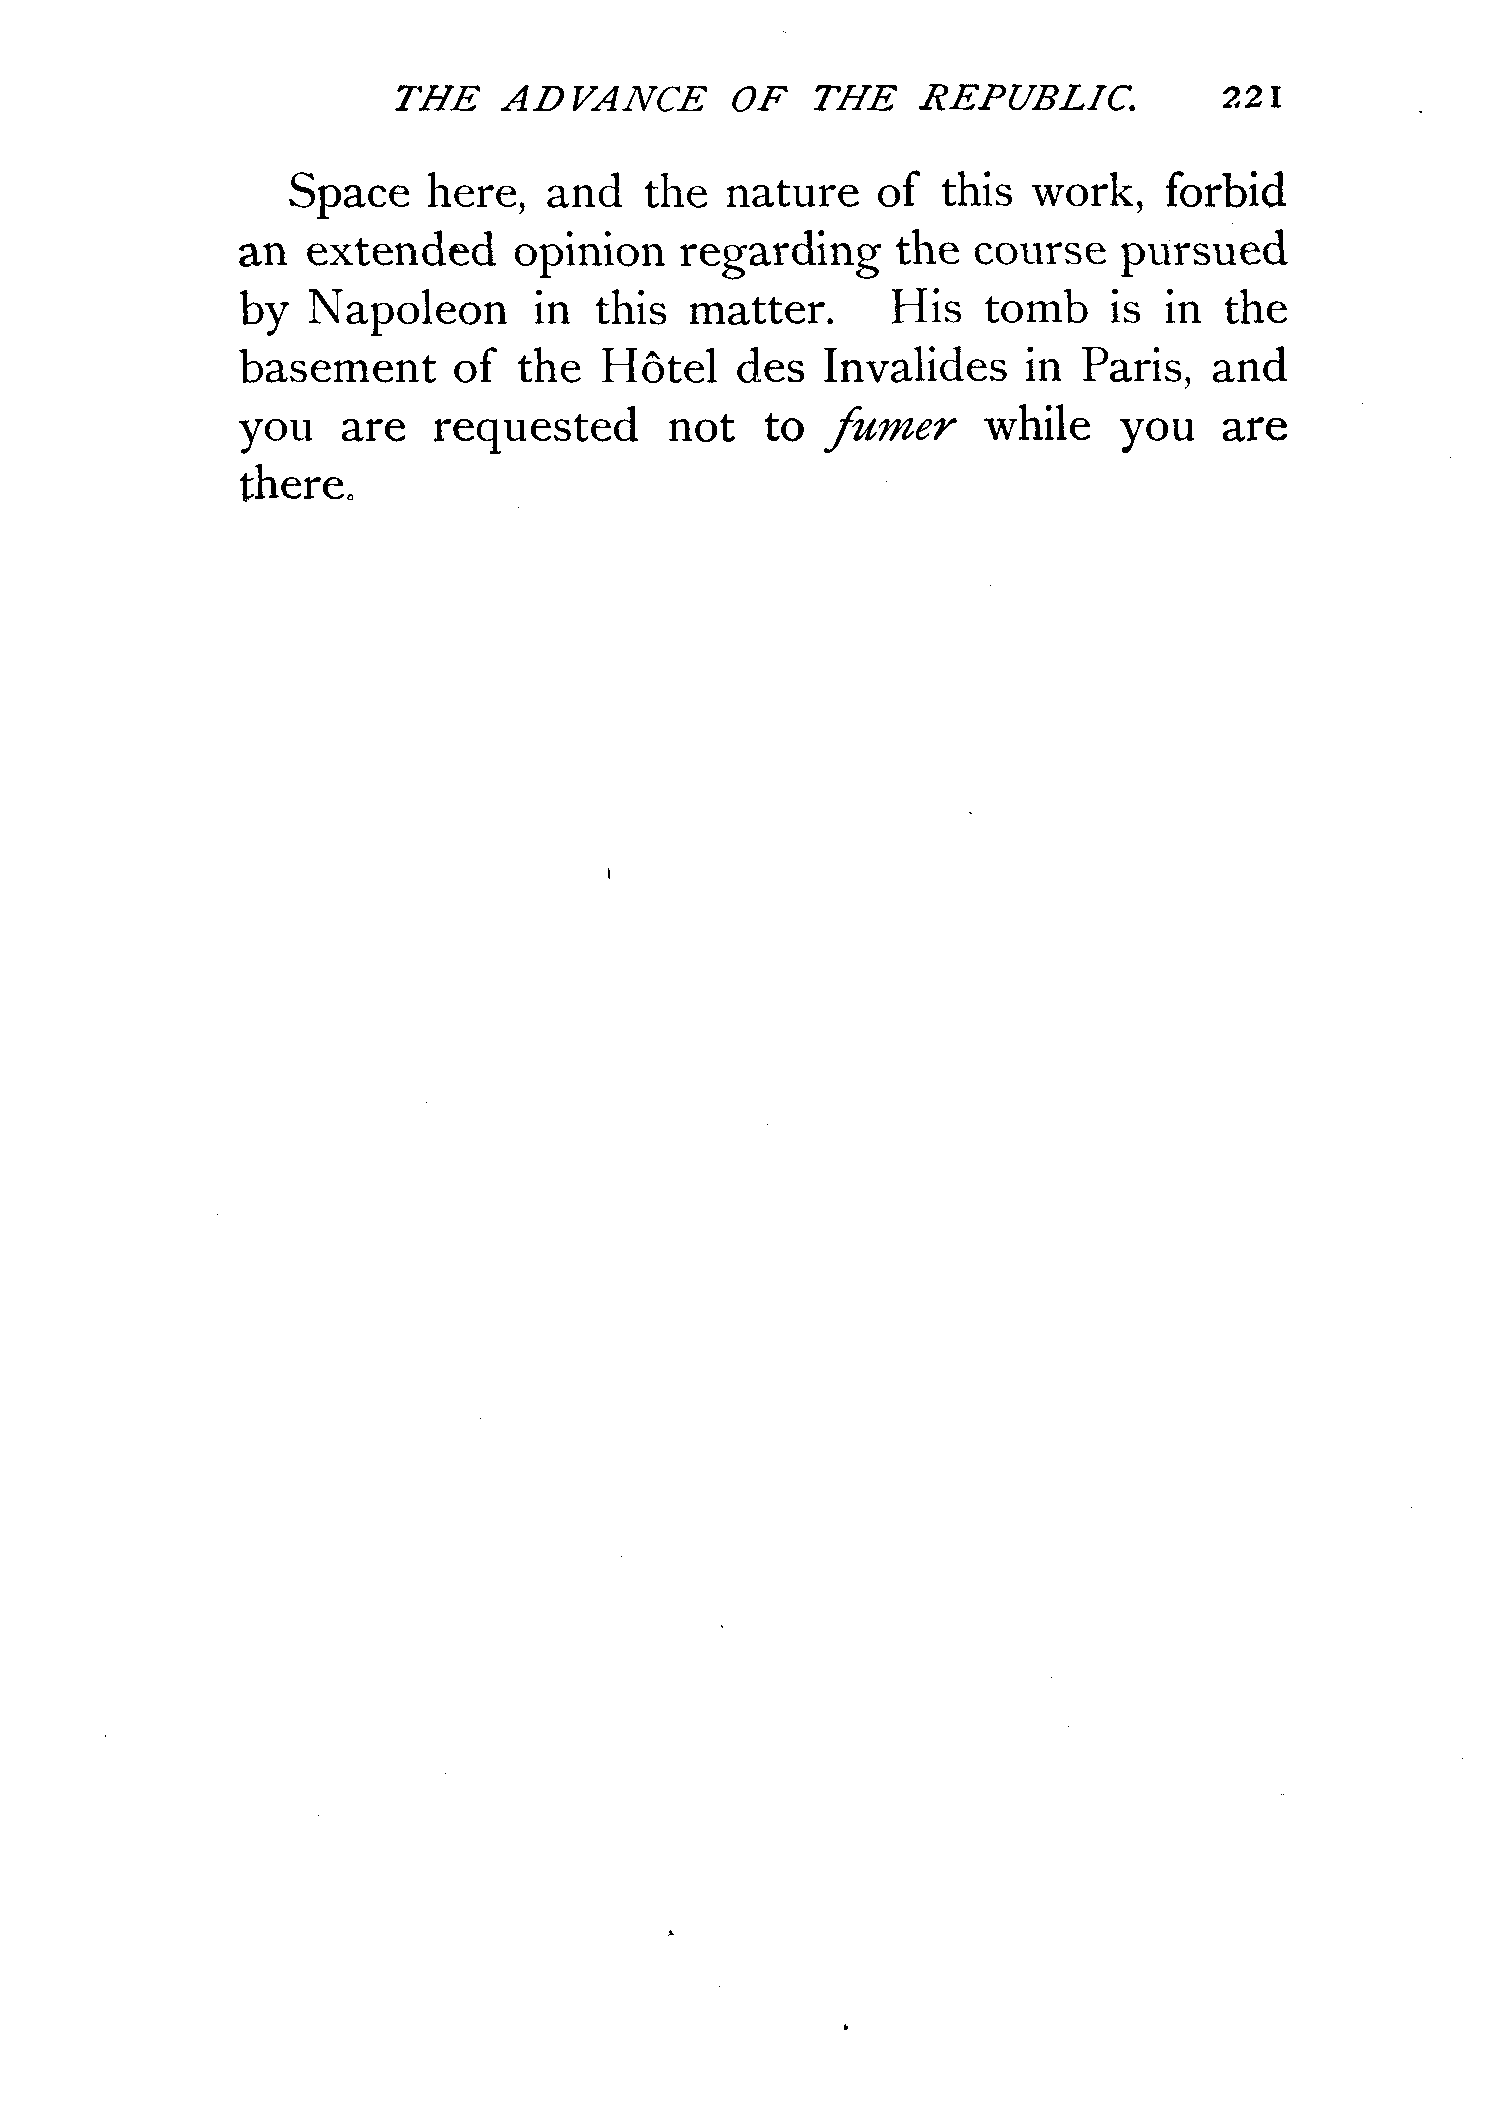 THE ADVANCE OF THE REPUBLIC. 221
Space here, and the nature of this work, forbid
an extended opinion regarding the course pursued
by Napoleon in this matter. His tomb is in the
basement of the Hôtel des Invalides in Paris, and
you are requested not to fumer while you are
there.